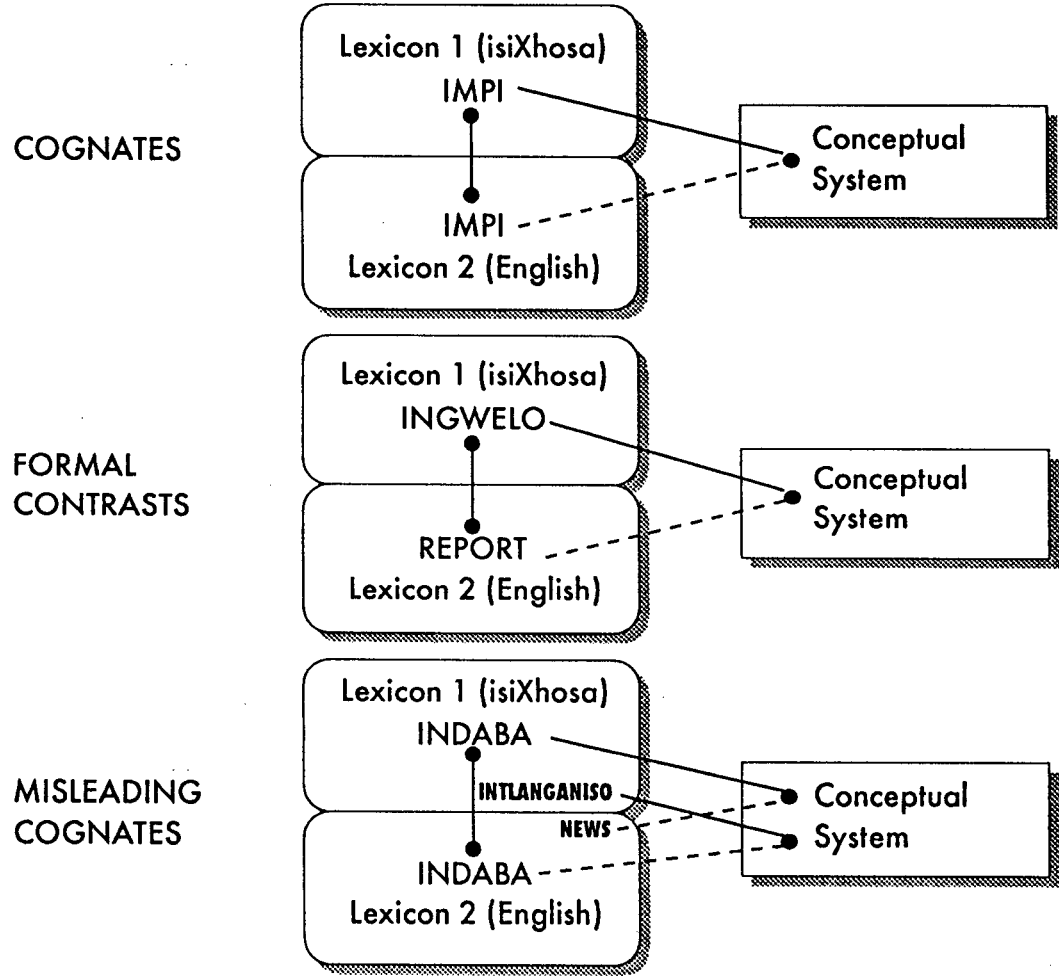 COGNATES
Lexicon 1 (isiXhosa)
IMPI
IMPI
Lexicon 2 (English)
Conceptual
System
FORMAL
CONTRASTS
Lexicon 1 (isiXhosa)
INGWELO
REPORT
Lexicon 2 (English)
Conceptual
System
MISLEADING
COGNATES
Lexicon 1 (isiXhosa)
INDABA
INTLANGANISO
NEWS
INDABA
Lexicon 2 (English)
Conceptual
System